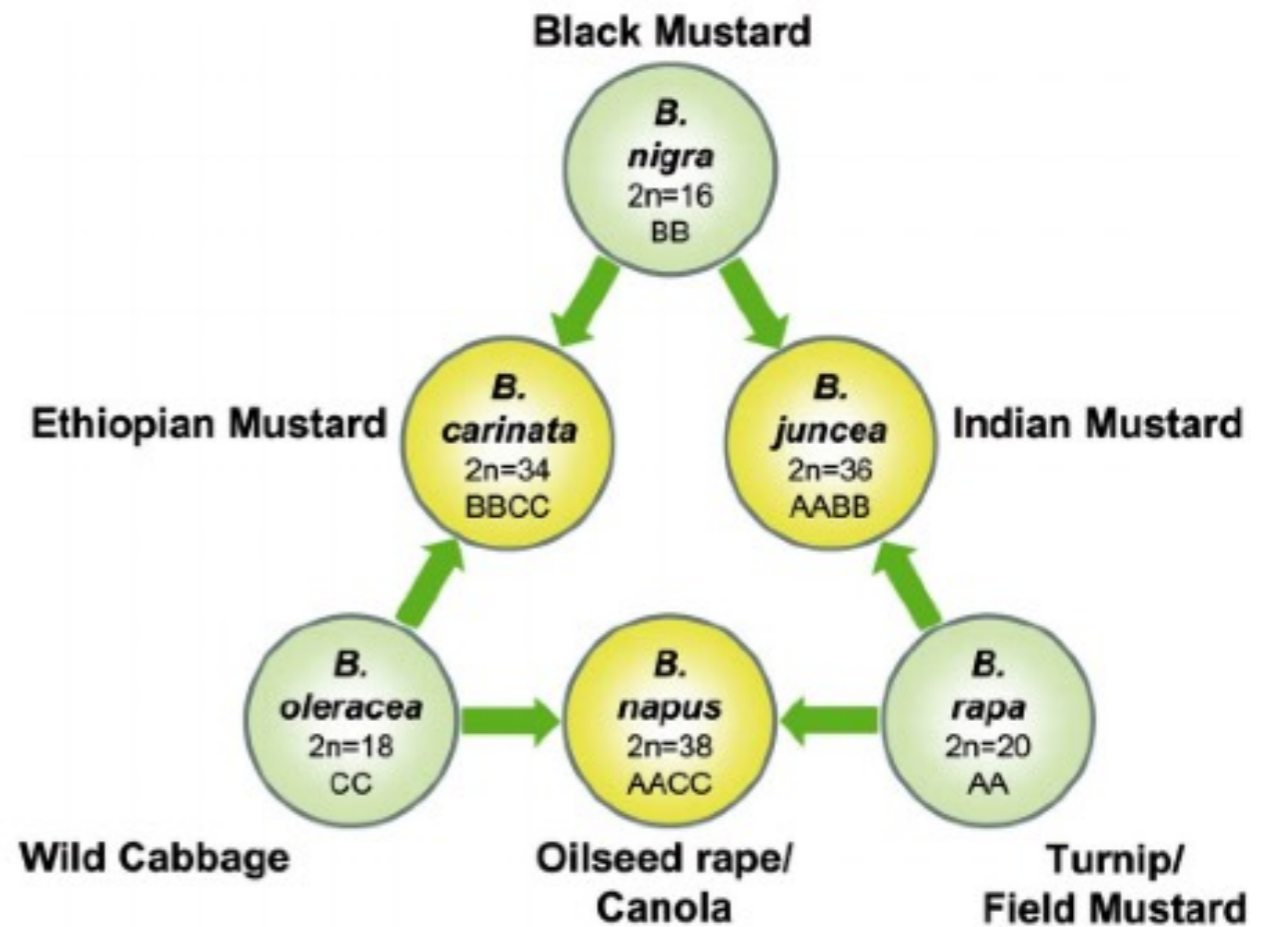 Black Mustard
B.
nigra
2n=16
BB
Ethiopian Mustard
B.
carinata
2n=34
BBCC
B.
juncea
2n=36
AABB
Indian Mustard
B.
oleracea
2n=18
CC
B.
napus
2n=38
AACC
B.
rapa
2n=20
AA
Wild Cabbage
Oilseed rape/
Canola
Turnip/
Field Mustard